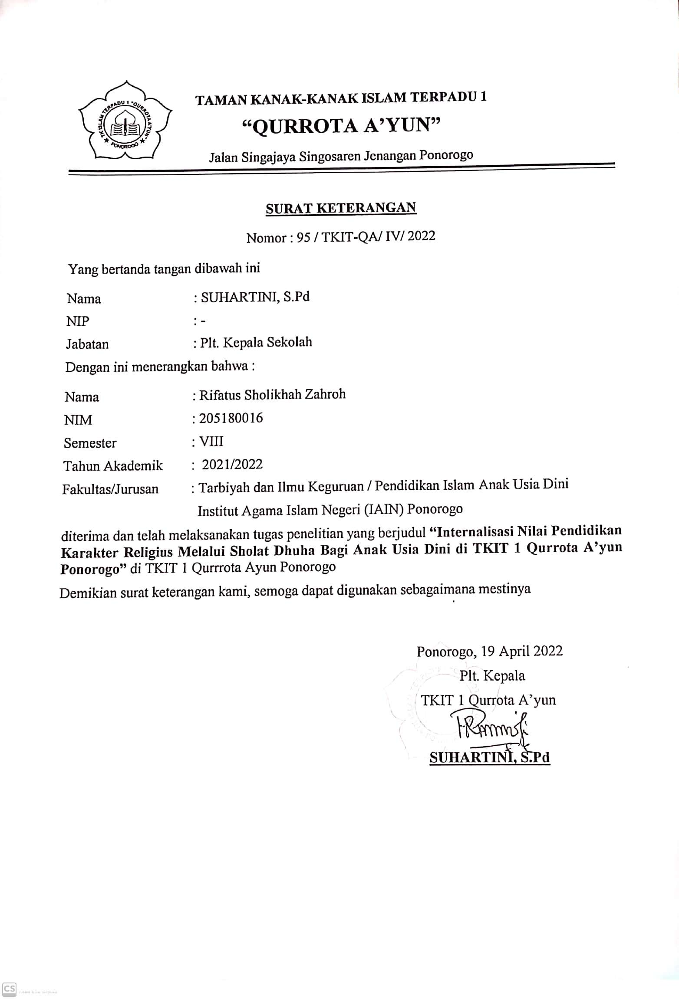 TK ISLAM TERPADU 1 "QURROTA A'YUN"
PONOROGO
TAMAN KANAK-KANAK ISLAM TERPADU 1
“QURROTA A’YUN”
Jalan Singajaya Singosaren Jenangan Ponorogo
SURAT KETERANGAN
Nomor : 95 / TKIT-QA/ IV/ 2022
Yang bertanda tangan dibawah ini
Nama : SUHARTINI, S.Pd
NIP : -
Jabatan : Plt. Kepala Sekolah
Dengan ini menerangkan bahwa :
Nama : Rifatus Sholikhah Zahroh
NIM : 205180016
Semester : VIII
Tahun Akademik : 2021/2022
Fakultas/Jurusan : Tarbiyah dan Ilmu Keguruan / Pendidikan Islam Anak Usia Dini
Institut Agama Islam Negeri (IAIN) Ponorogo
diterima dan telah melaksanakan tugas penelitian yang berjudul “Internalisasi Nilai Pendidikan
Karakter Religius Melalui Sholat Dhuha Bagi Anak Usia Dini di TKIT 1 Qurrota A’yun
Ponorogo” di TKIT 1 Qurrrota Ayun Ponorogo
Demikian surat keterangan kami, semoga dapat digunakan sebagaimana mestinya
Ponorogo, 19 April 2022
Plt. Kepala
TKIT 1 Qurrota A’yun
SUHARTINI, S.Pd
CS Dipindai dengan CamScanner